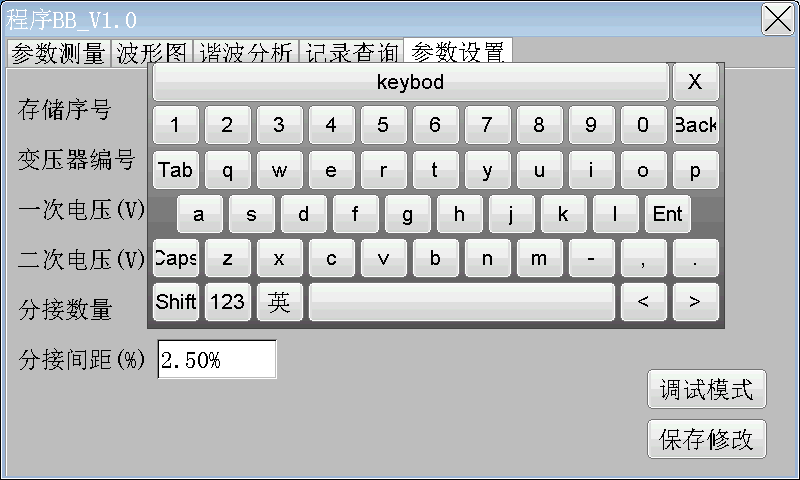 程序BB_V1.0
参数测量 波形图 谐波分析 记录查询 参数设置
keybod X
存储序号
1 2 3 4 5 6 7 8 9 0 Back
变压器编号
Tab q w e r t y u i o p
一次电压(V)
a s d f g h j k l Ent
二次电压(V)
Caps z x c v b n m - , .
分接数量
Shift 123 英 < >
分接间距(%) 2.50%
调试模式
保存修改